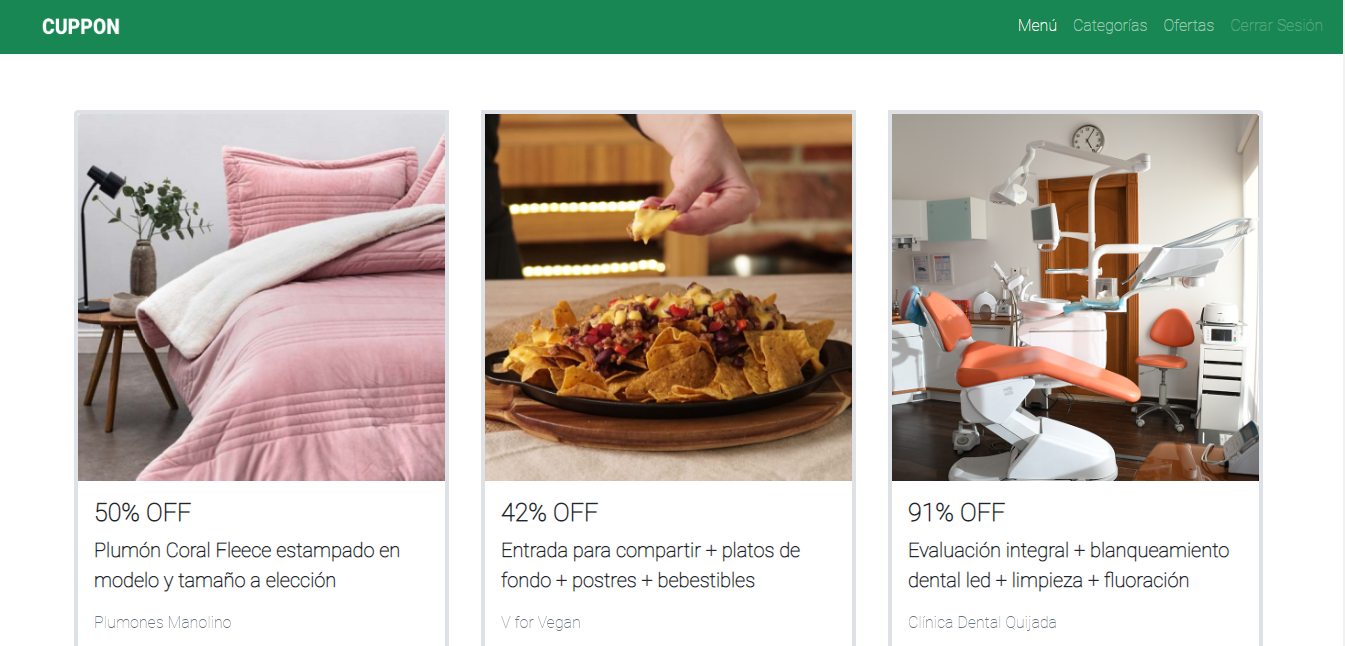 CUPPON
Menú Categorías Ofertas Cerrar Sesión
50% OFF
Plumón Coral Fleece estampado en
modelo y tamaño a elección
Plumones Manolino
42% OFF
Entrada para compartir + platos de
fondo + postres + bebestibles
V for Vegan
91% OFF
Evaluación integral + blanqueamiento
dental led + limpieza + fluoración
Clínica Dental Quijada